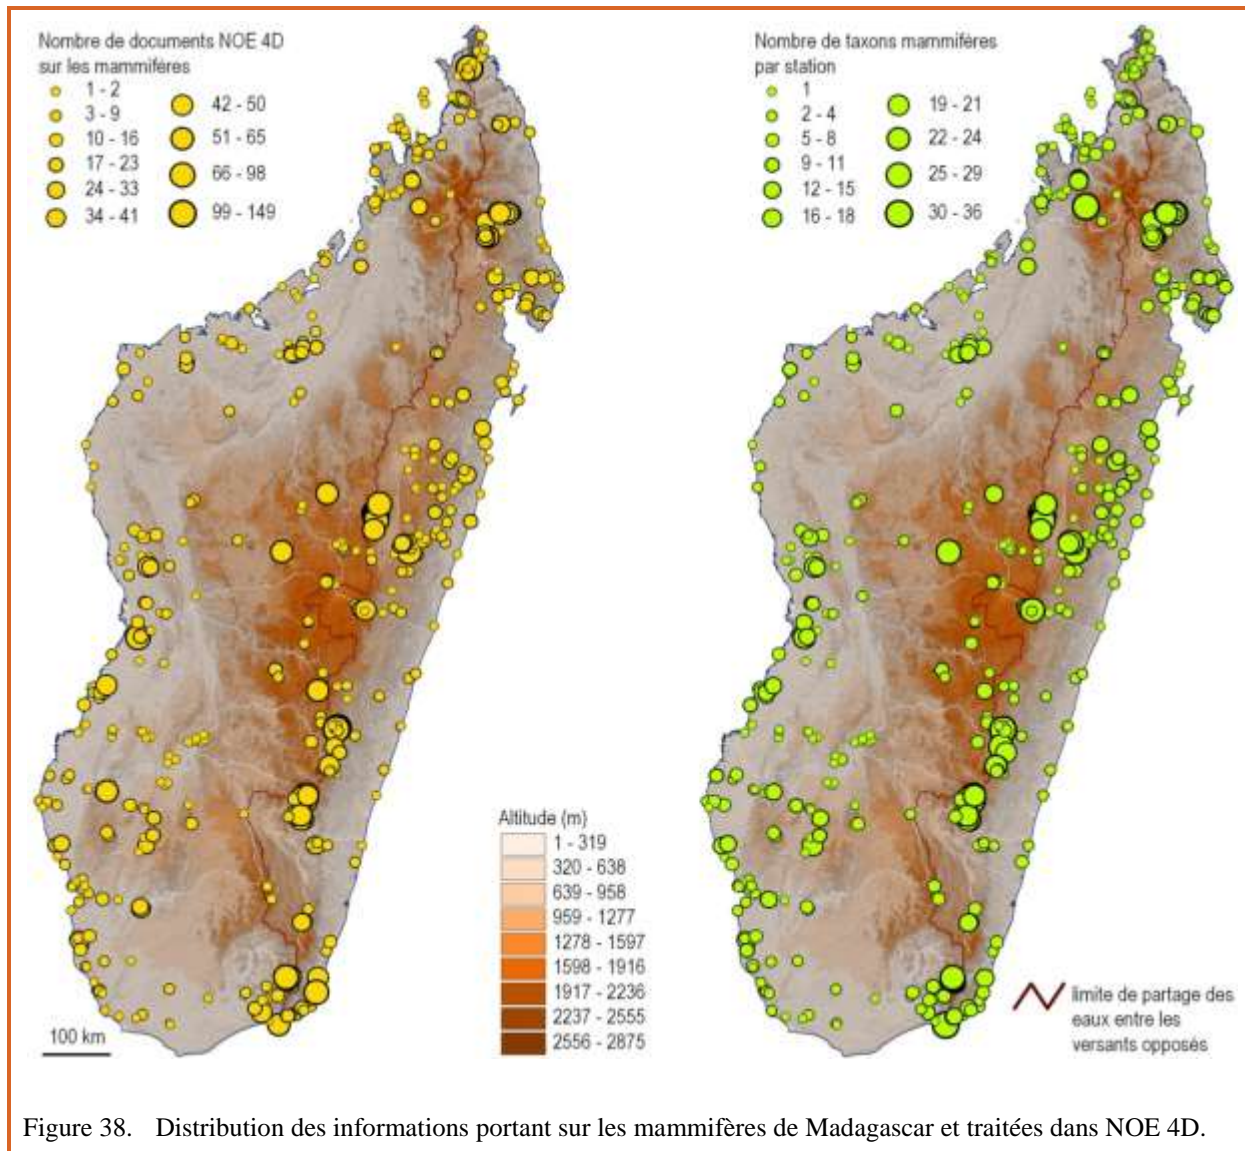 Nombre de documents NOE 4D
sur les mammifères
1 - 2
3 - 9
10 - 16
17 - 23
24 - 33
34 - 41
42 - 50
51 - 65
66 - 98
99 - 149
Nombre de taxons mammifères
par station
1
2 - 4
5 - 8
9 - 11
12 - 15
16 - 18
19 - 21
22 - 24
25 - 29
30 - 36
Altitude (m)
1 - 319
320 - 638
639 - 958
959 - 1277
1278 - 1597
1598 - 1916
1917 - 2236
2237 - 2555
2556 - 2875
100 km
limite de partage des
eaux entre les
versants opposés
Figure 38. Distribution des informations portant sur les mammifères de Madagascar et traitées dans NOE 4D.